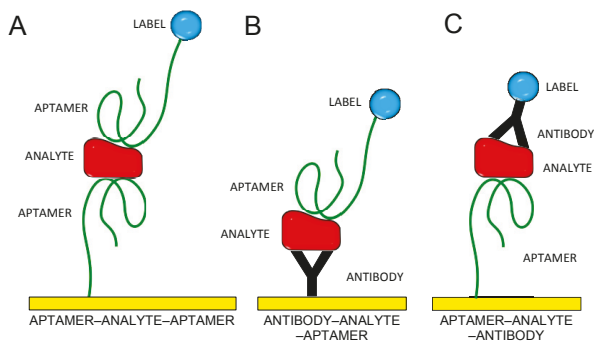 A
LABEL
APTAMER
ANALYTE
APTAMER
APTAMER–ANALYTE–APTAMER
B
LABEL
APTAMER
ANALYTE
ANTIBODY
ANTIBODY–ANALYTE
–APTAMER
C
LABEL
ANTIBODY
ANALYTE
APTAMER
APTAMER–ANALYTE
–ANTIBODY